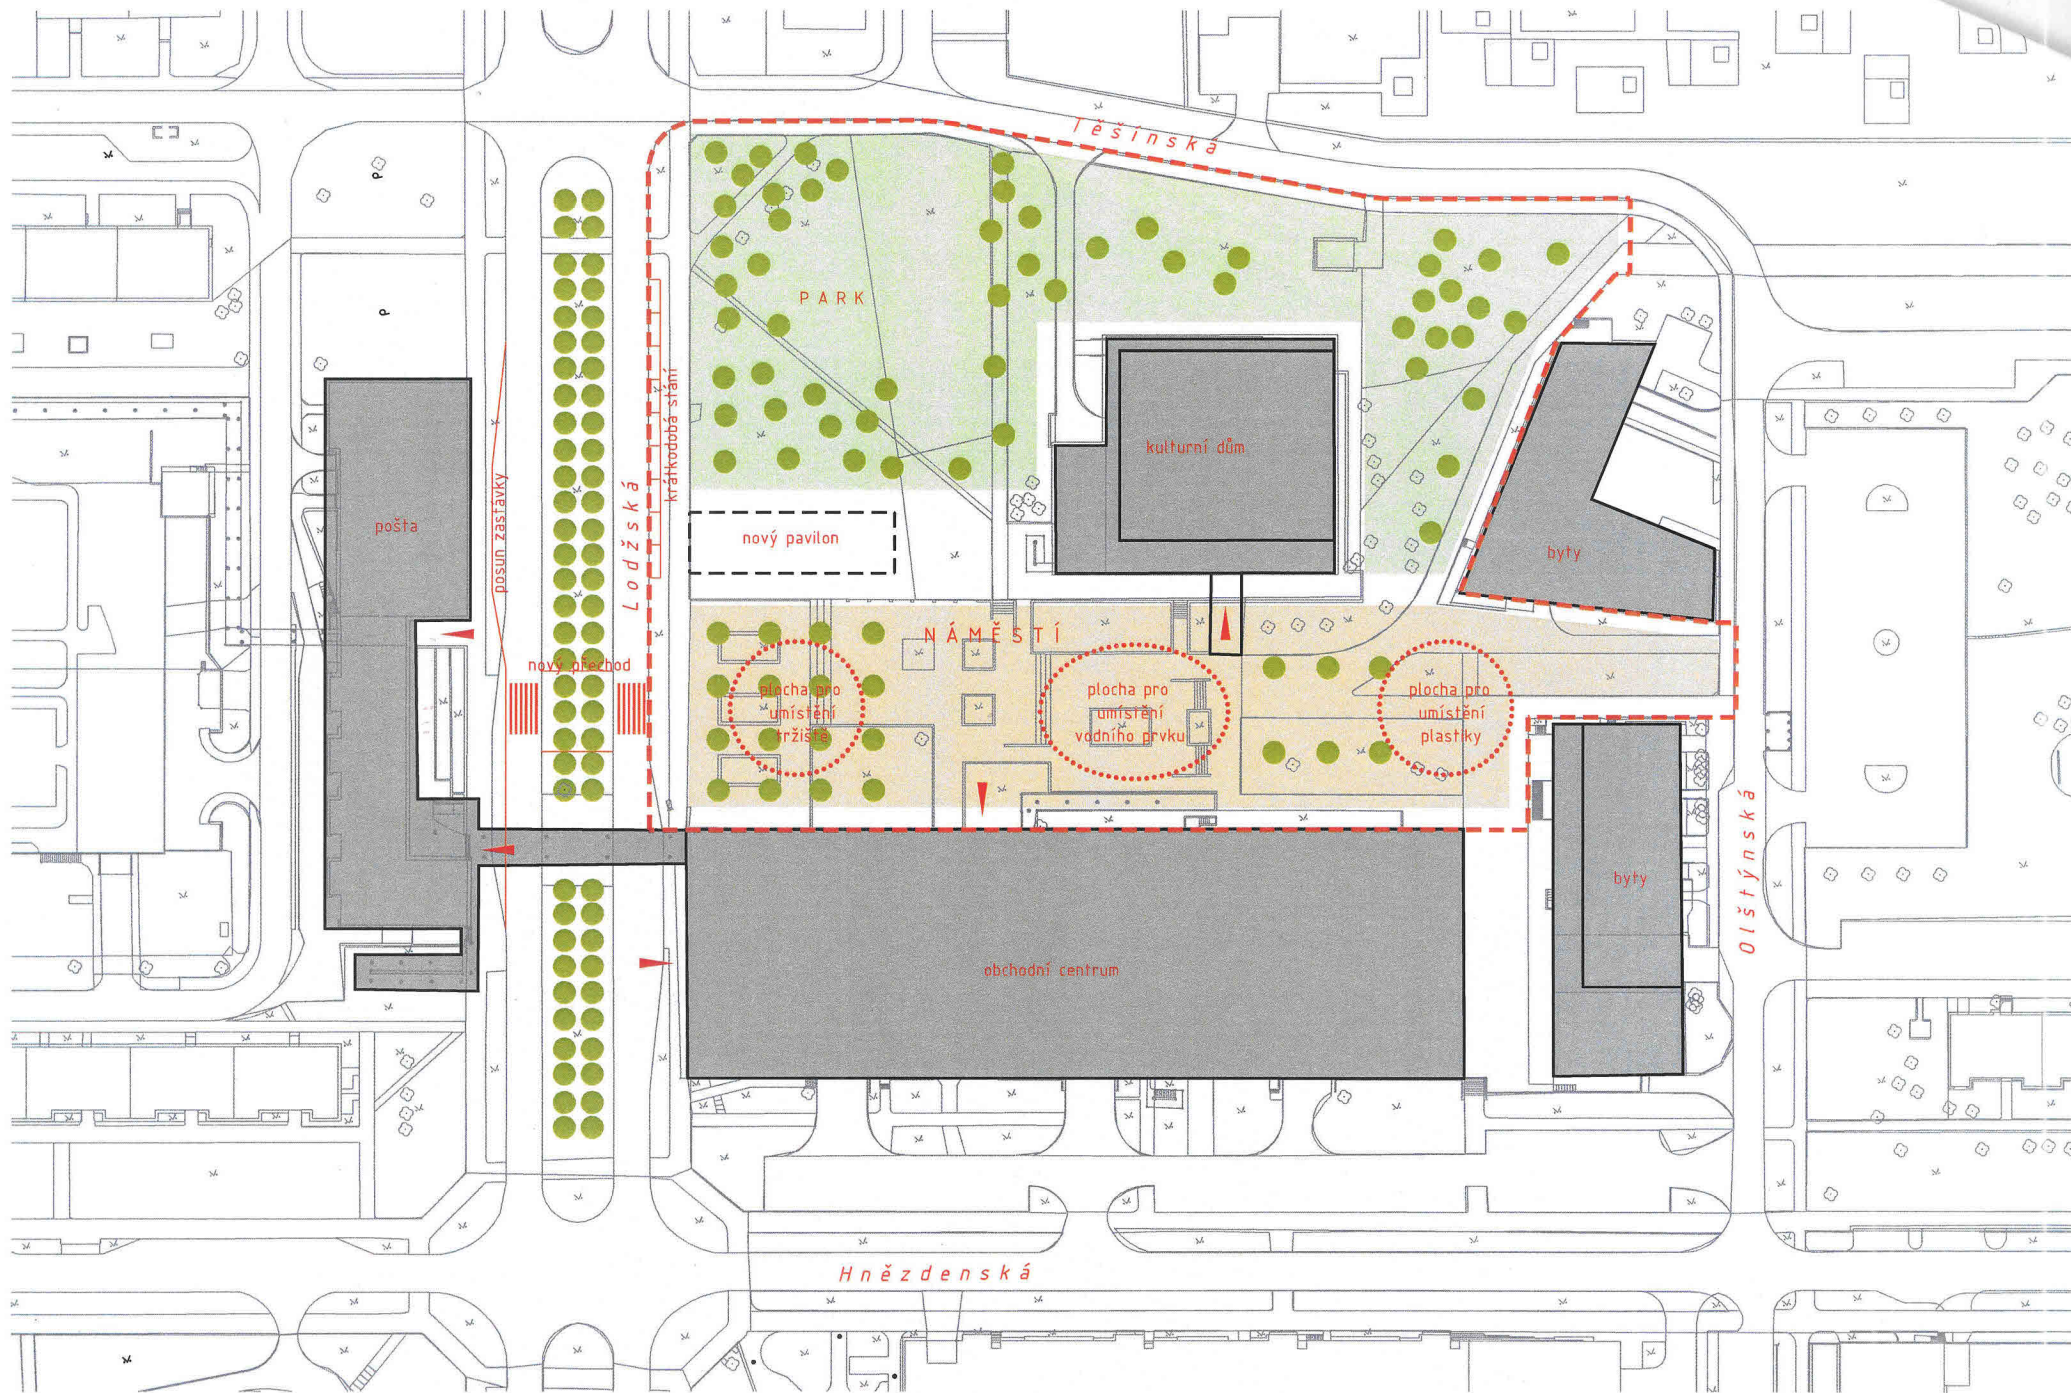 Těšínská
P
P
PARK
krátkodobá stání
kulturní dům
posun zastávky
Lodžská
pošta
nový pavilon
byty
NÁMĚSTÍ
nový přechod
plocha pro
umístění
tržiště
plocha pro
umístění
vodního prvku
plocha pro
umístění
plastiky
Olštýnská
byty
obchodní centrum
Hnězdenská